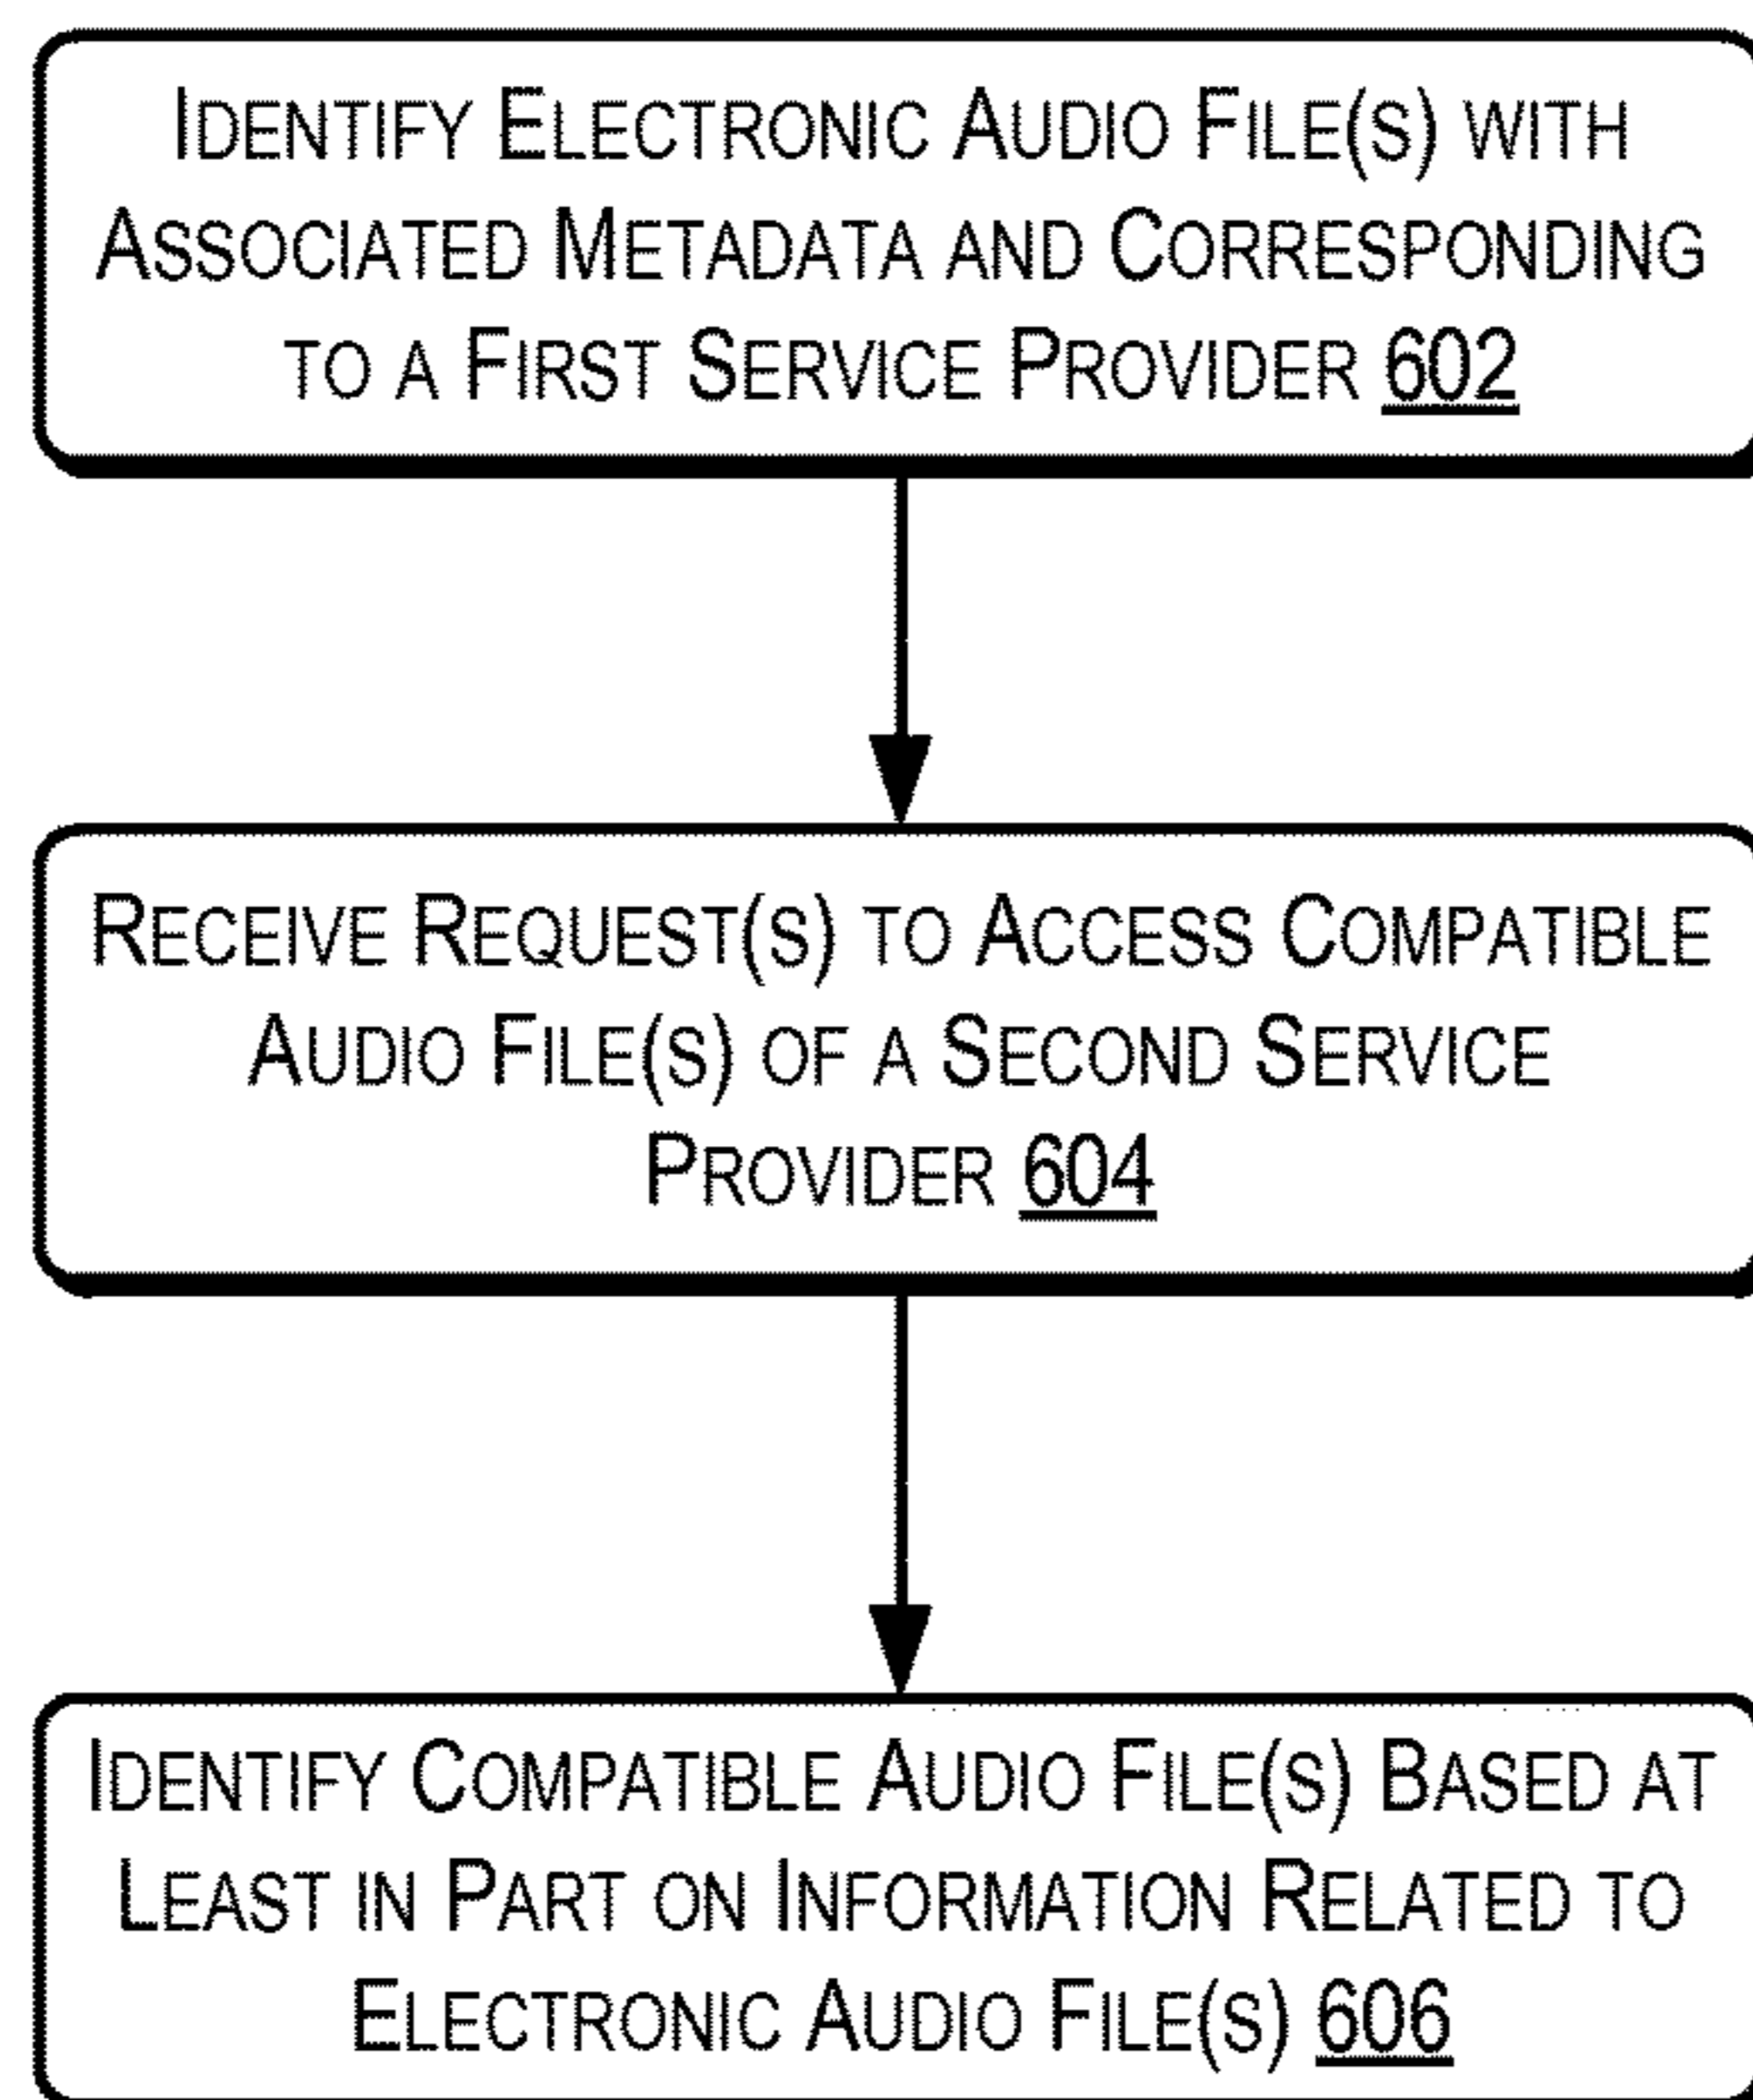 IDENTIFY ELECTRONIC AUDIO FILE(S) WITH
ASSOCIATED METADATA AND CORRESPONDING
TO A FIRST SERVICE PROVIDER 602
RECEIVE REQUEST(S) TO ACCESS COMPATIBLE
AUDIO FILE(S) OF A SECOND SERVICE
PROVIDER 604
IDENTIFY COMPATIBLE AUDIO FILE(S) BASED AT
LEAST IN PART ON INFORMATION RELATED TO
ELECTRONIC AUDIO FILE(S) 606